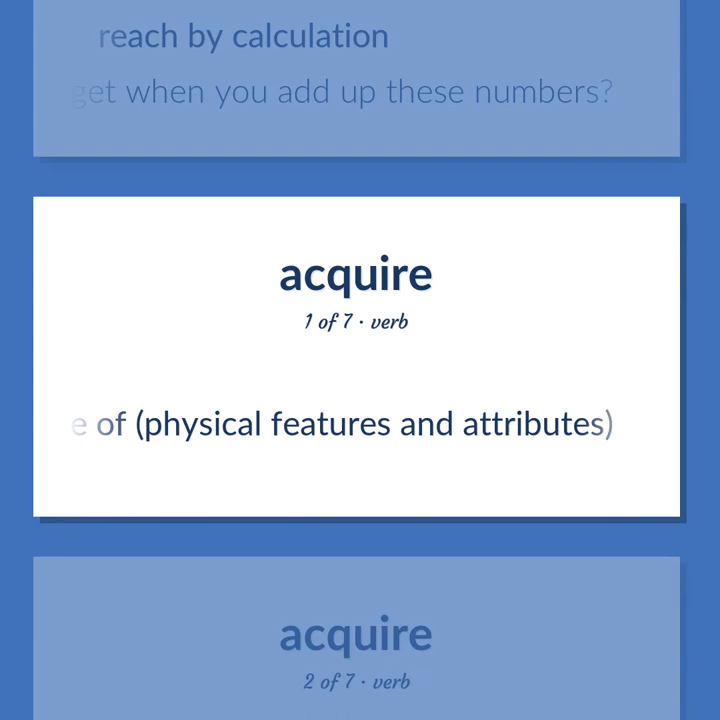 reach by calculation
get when you add up these numbers?
acquire
1 of 7 · verb
e of (physical features and attributes)
acquire
2 of 7 · verb